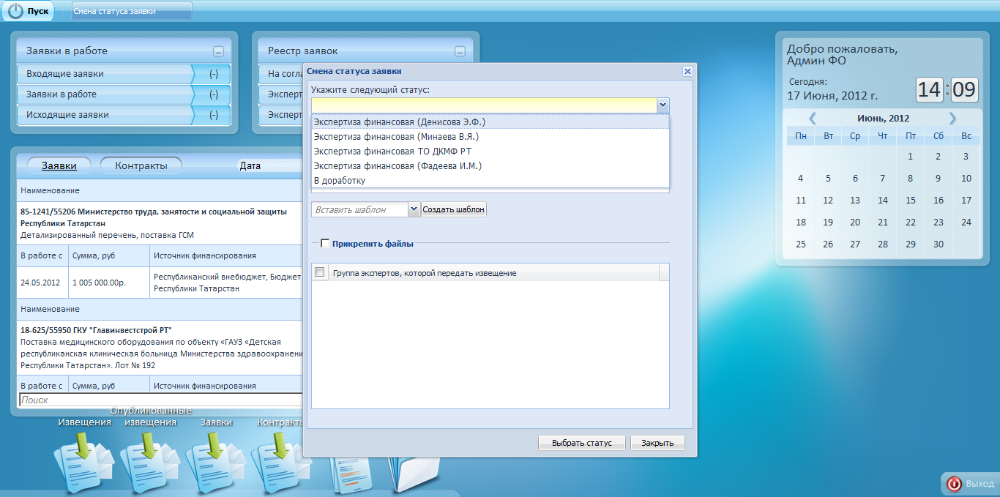 Пуск
Смена статуса заявки
Заявки в работе
Входящие заявки (-)
Заявки в работе (-)
Исходящие заявки (-)
Реестр заявок
На согла
Эксперт
Эксперт
Заявки Контракты Дата
Наименование
85-1241/55206 Министерство труда, занятости и социальной защиты
Республики Татарстан
Детализированный перечень, поставка ГСМ
В работе с Сумма, руб Источник финансирования
24.05.2012 1 005 000.00р. Республиканский внебюджет, Бюджет
Республики Татарстан
Наименование
18-625/55950 ГКУ "Главинвестстрой РТ"
Поставка медицинского оборудования по объекту «ГАУЗ «Детская
республиканская клиническая больница Министерства здравоохранени
Республики Татарстан». Лот № 192
В работе с Сумма, руб Источник финансирования
Поиск
Извещения
Опубликованные
извещения
Заявки
Контракты
Смена статуса заявки
Укажите следующий статус:
Экспертиза финансовая (Денисова Э.Ф.)
Экспертиза финансовая (Минаева В.Я.)
Экспертиза финансовая ТО ДКМФ РТ
Экспертиза финансовая (Фадеева И.М.)
В доработку
Вставить шаблон Создать шаблон
Прикрепить файлы
Группа экспертов, которой передать извещение
Выбрать статус Закрыть
Добро пожаловать,
Админ ФО
Сегодня:
17 Июня, 2012 г.
14:09
Июнь, 2012
Пн Вт Ср Чт Пт Сб Вс
1 2 3
4 5 6 7 8 9 10
11 12 13 14 15 16 17
18 19 20 21 22 23 24
25 26 27 28 29 30
Выход